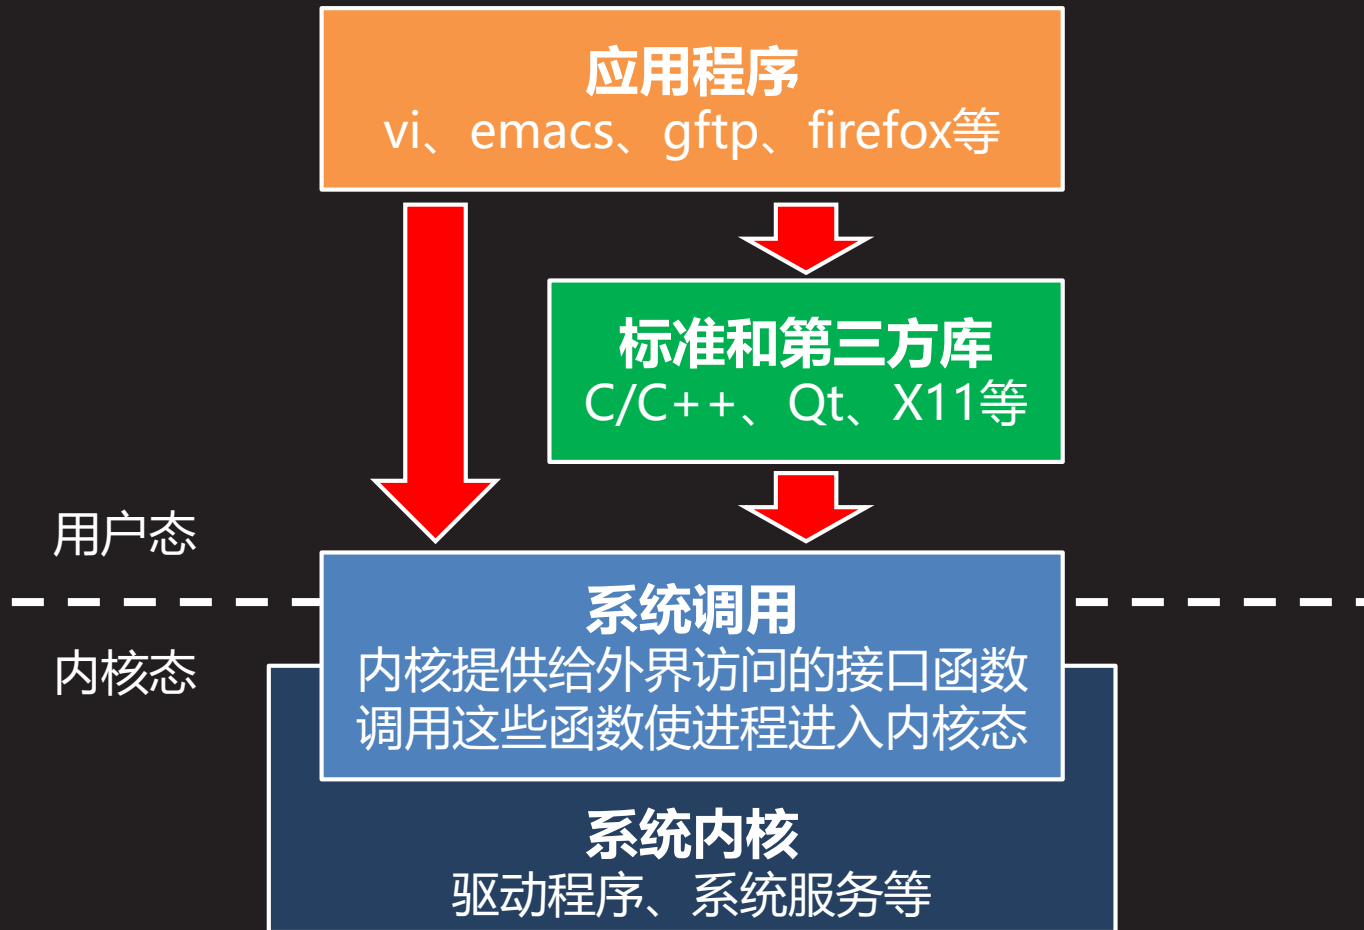 应用程序
vi、emacs、gftp、firefox等
标准和第三方库
C/C++、Qt、X11等
用户态
系统调用
内核态
内核提供给外界访问的接口函数
调用这些函数使进程进入内核态
系统内核
驱动程序、系统服务等